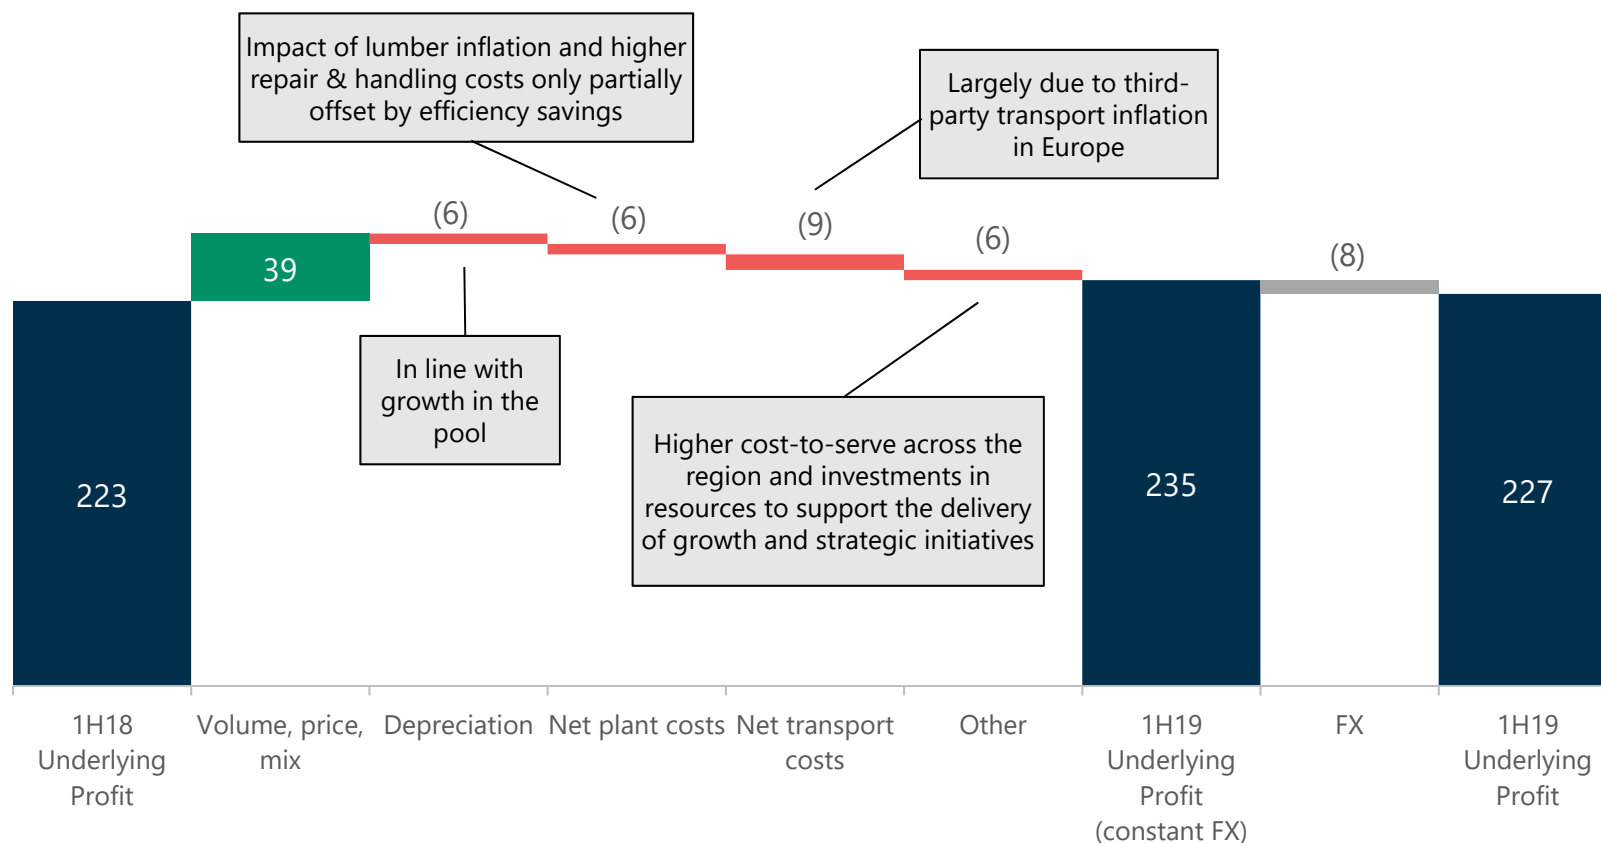 Impact of lumber inflation and higher
repair & handling costs only partially
offset by efficiency savings
Largely due to third-
party transport inflation
in Europe
(6)
(6)
(9)
(6)
(8)
39
In line with
growth in the
pool
Higher cost-to-serve across the
region and investments in
resources to support the delivery
of growth and strategic initiatives
223
235
227
1H18
Underlying
Profit
Volume, price,
mix
Depreciation
Net plant costs
Net transport
costs
Other
1H19
Underlying
Profit
(constant FX)
FX
1H19
Underlying
Profit